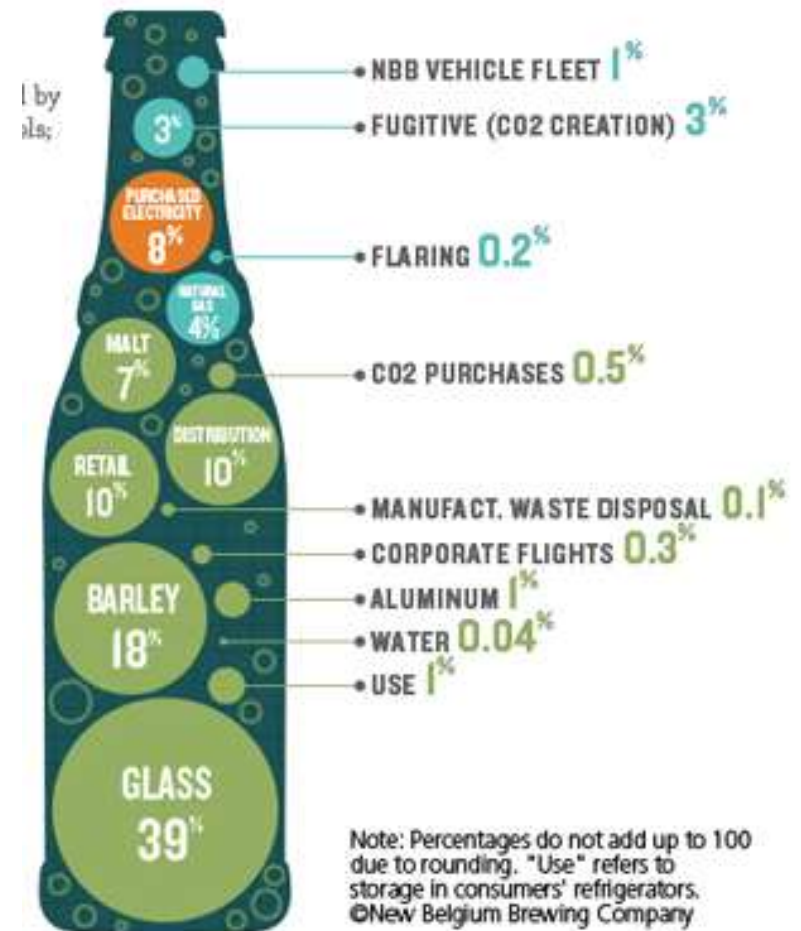 l by
ols;
NBB VEHICLE FLEET 1%
3%
FUGITIVE (CO2 CREATION) 3%
PURCHASED
ELECTRICITY
8%
FLARING 0.2%
NATURAL
GAS
4%
MALT
7%
CO2 PURCHASES 0.5%
DISTRIBUTION
10%
RETAIL
10%
MANUFACT. WASTE DISPOSAL 0.1%
CORPORATE FLIGHTS 0.3%
BARLEY
18%
ALUMINUM 1%
WATER 0.04%
USE 1%
GLASS
39%
Note: Percentages do not add up to 100
due to rounding. "Use" refers to
storage in consumers' refrigerators.
©New Belgium Brewing Company